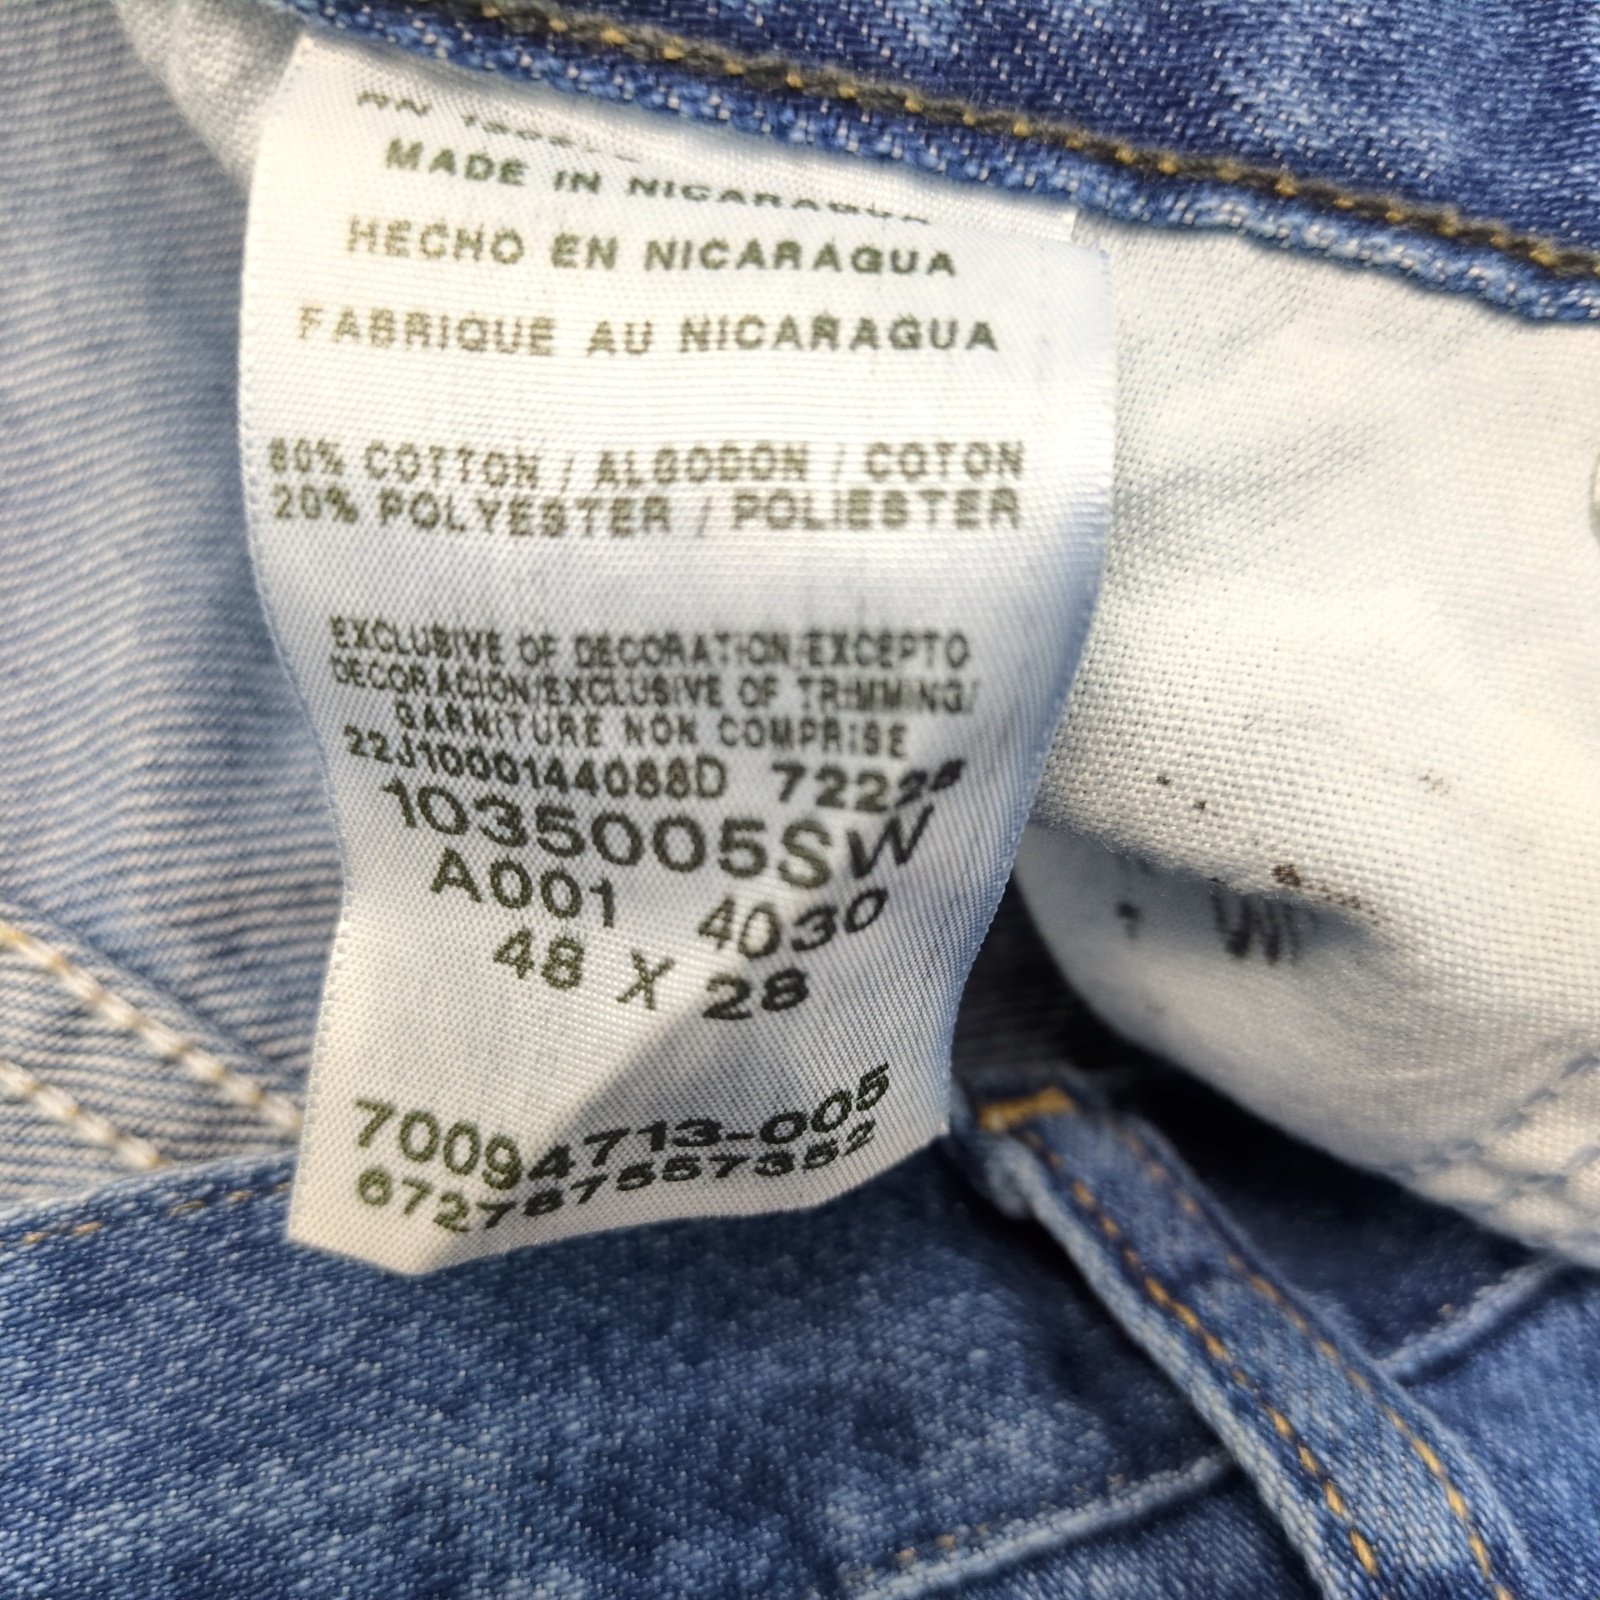 MADE IN NICARAGUA
HECHO EN NICARAGUA
FABRIQUE AU NICARAGUA
80% COTTON / ALGODON / COTON
20% POLYESTER / POLIESTER
EXCLUSIVE OF DECORATION/EXCEPTO
DECORACION/EXCLUSIVE OF TRIMMING/
GARNITURE NON COMPRISE
22J1000144088D 72225
1035005SW
A001 4030
48 X 28
70094713-005
672787557352